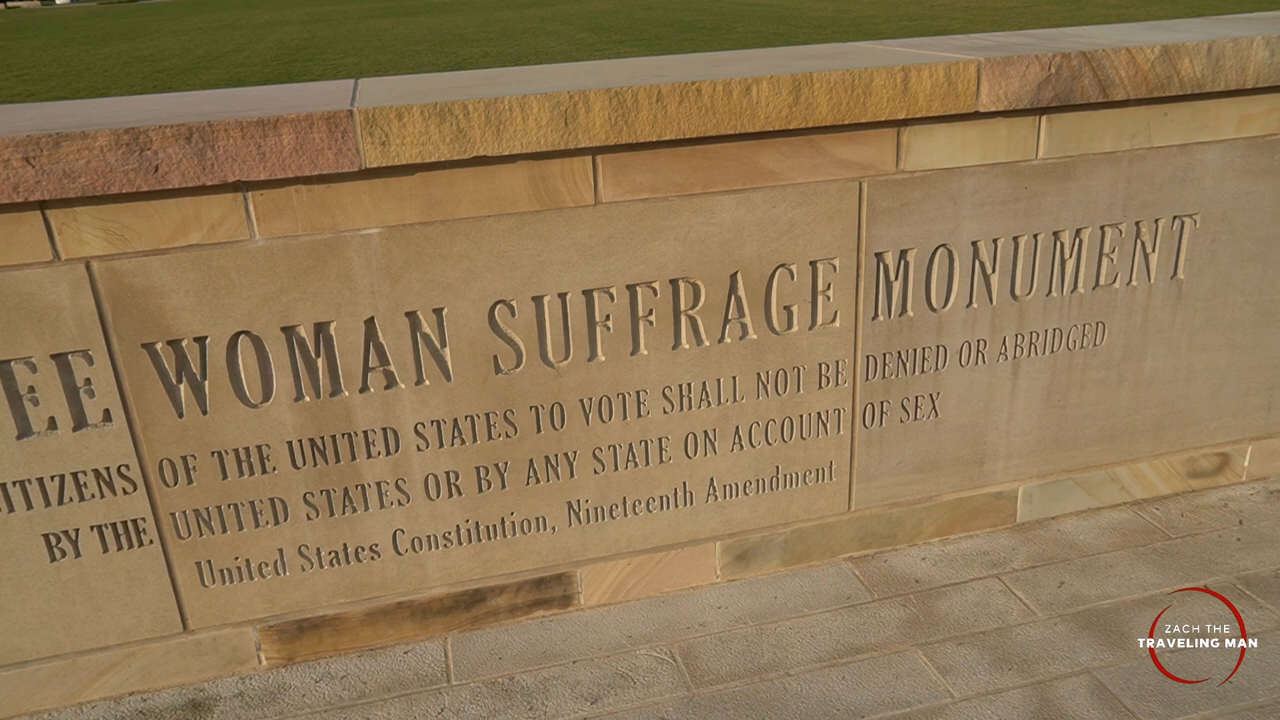 EE WOMAN SUFFRAGE MONUMENT
ITIZENS OF THE UNITED STATES TO VOTE SHALL NOT BE DENIED OR ABRIDGED
BY THE UNITED STATES OR BY ANY STATE ON ACCOUNT OF SEX
United States Constitution, Nineteenth Amendment
ZACH THE
TRAVELING MAN